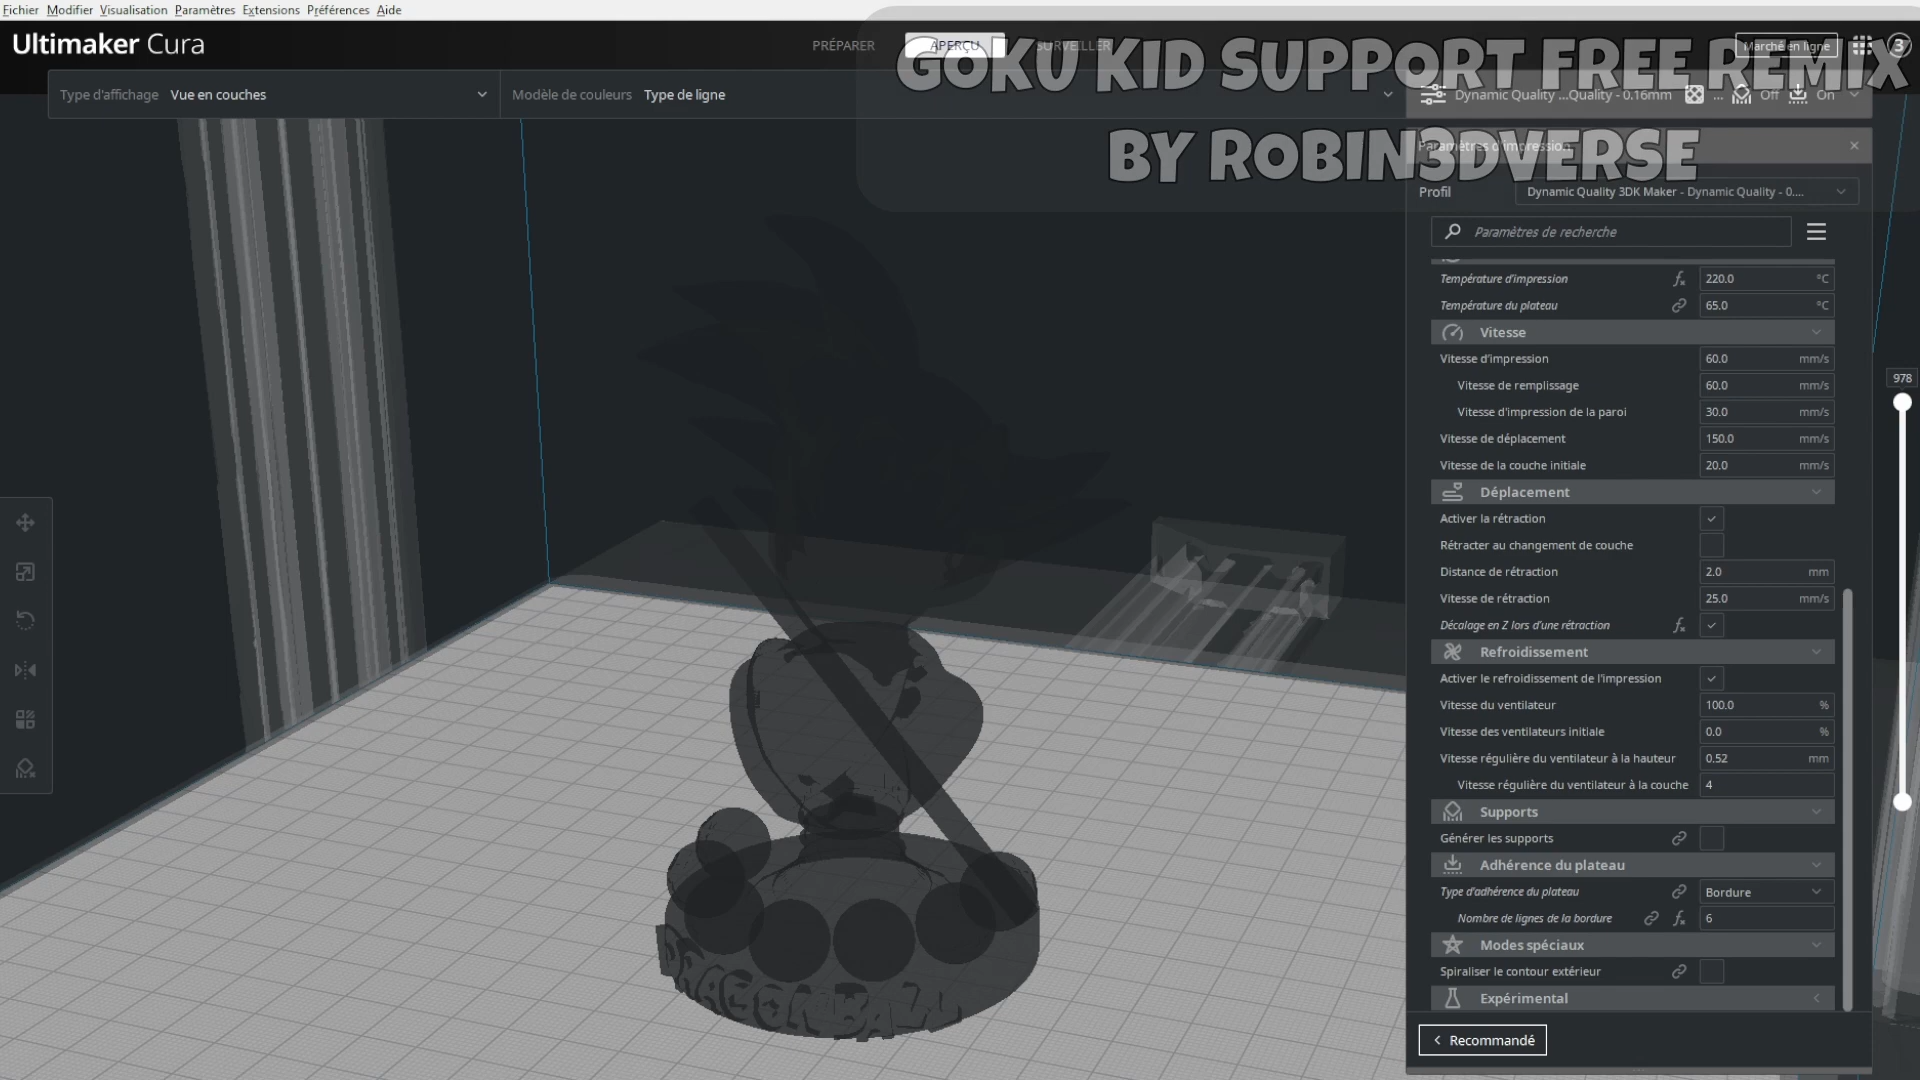 Fichier Modifier Visualisation Paramètres Extensions Préférences Aide
Ultimaker Cura
PRÉPARER APERÇU SURVEILLER Marché en ligne 3
GOKU KID SUPPORT FREE REMIX
BY ROBIN3DVERSE
Type d'affichage Vue en couches Modèle de couleurs Type de ligne
Dynamic Quality ...Quality - 0.16mm ... Off On
Paramètres d'impression
Profil Dynamic Quality 3DK Maker - Dynamic Quality - 0....
Paramètres de recherche
Température d'impression 220.0 °C
Température du plateau 65.0 °C
Vitesse
Vitesse d'impression 60.0 mm/s
Vitesse de remplissage 60.0 mm/s
Vitesse d'impression de la paroi 30.0 mm/s
Vitesse de déplacement 150.0 mm/s
Vitesse de la couche initiale 20.0 mm/s
Déplacement
Activer la rétraction
Rétracter au changement de couche
Distance de rétraction 2.0 mm
Vitesse de rétraction 25.0 mm/s
Décalage en Z lors d'une rétraction
Refroidissement
Activer le refroidissement de l'impression
Vitesse du ventilateur 100.0 %
Vitesse des ventilateurs initiale 0.0 %
Vitesse régulière du ventilateur à la hauteur 0.52 mm
Vitesse régulière du ventilateur à la couche 4
Supports
Générer les supports
Adhérence du plateau
Type d'adhérence du plateau Bordure
Nombre de lignes de la bordure 6
Modes spéciaux
Spiraliser le contour extérieur
Expérimental
Recommandé
978
DRAGONBALL